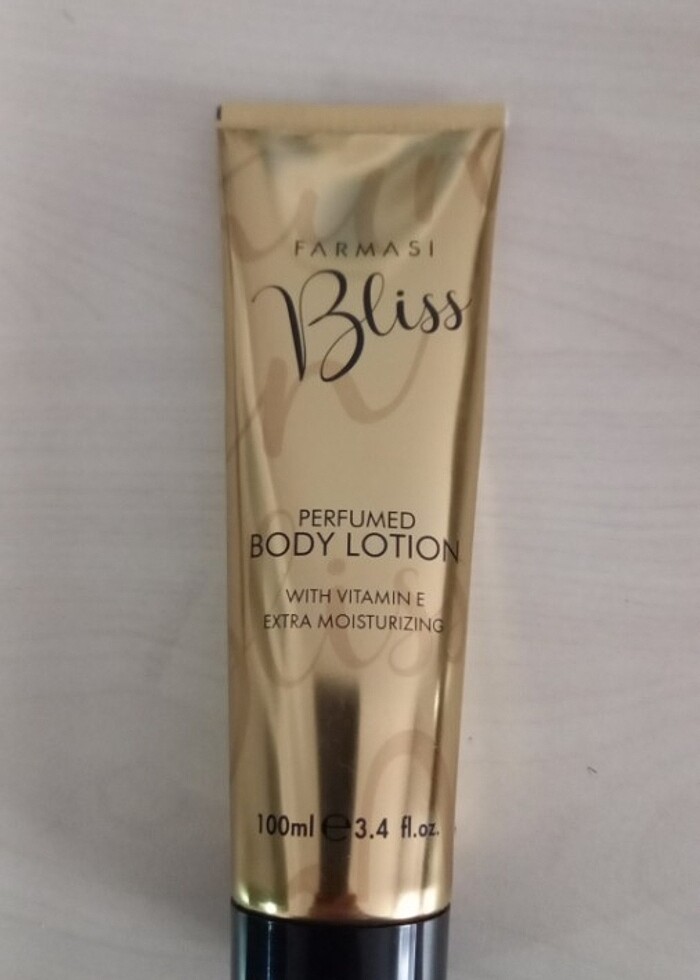 FARMASI
Bliss
PERFUMED
BODY LOTION
WITH VITAMIN E
EXTRA MOISTURIZING
100ml ℮ 3.4 fl.oz.